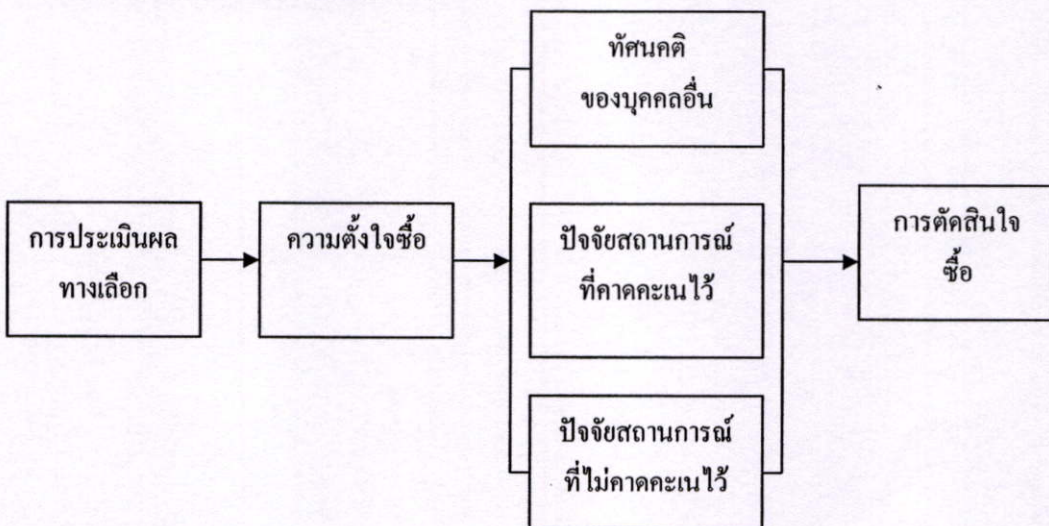 การประเมินผล
ทางเลือก
ความตั้งใจซื้อ
ทัศนคติ
ของบุคคลอื่น
ปัจจัยสถานการณ์
ที่คาดคะเนไว้
ปัจจัยสถานการณ์
ที่ไม่คาดคะเนไว้
การตัดสินใจ
ซื้อ